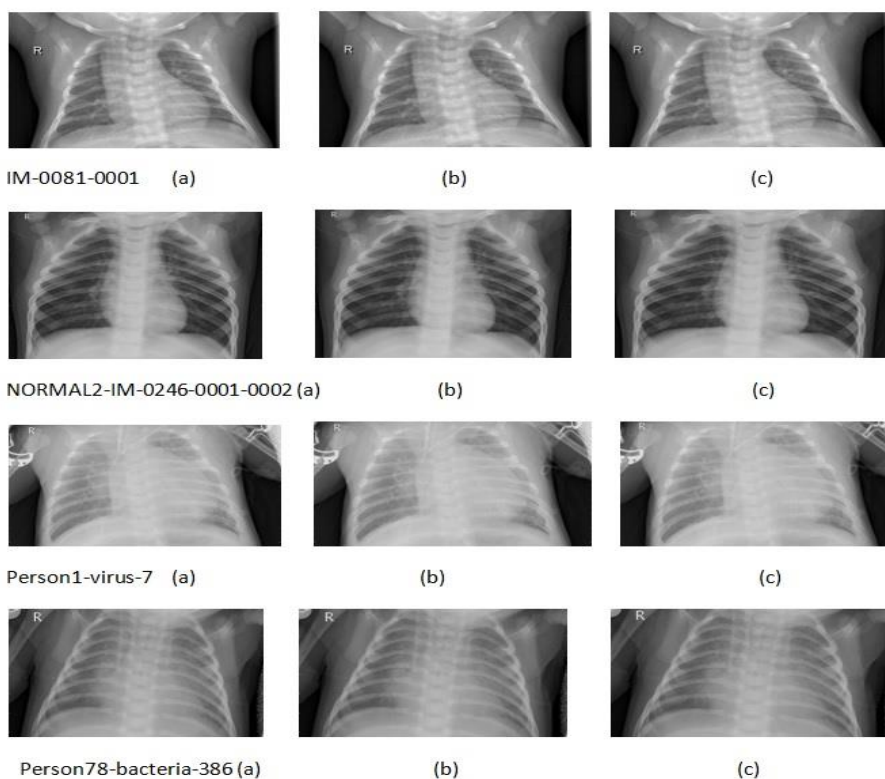 R R R
IM-0081-0001 (a) (b) (c)
R R R
NORMAL2-IM-0246-0001-0002 (a) (b) (c)
R R R
Person1-virus-7 (a) (b) (c)
R R R
Person78-bacteria-386 (a) (b) (c)